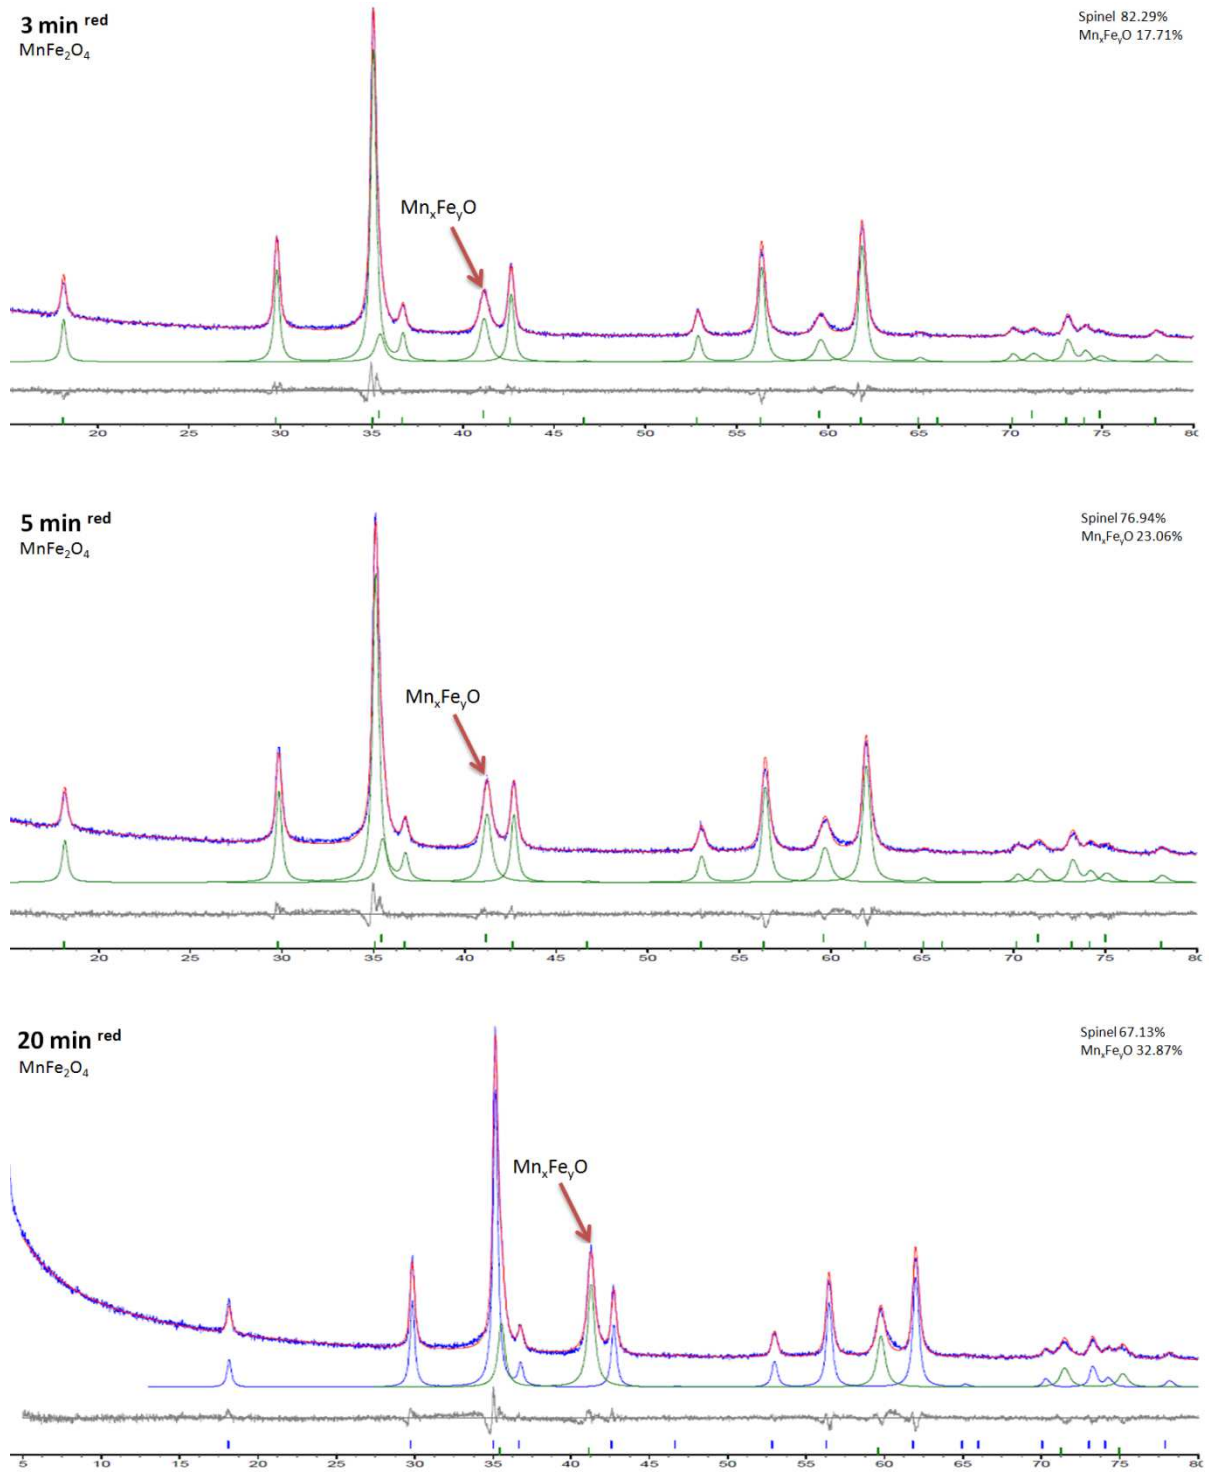 3 min red
MnFe2O4
Spinel 82.29%
MnxFeyO 17.71%
MnxFeyO
20 25 30 35 40 45 50 55 60 65 70 75 80
5 min red
MnFe2O4
Spinel 76.94%
MnxFeyO 23.06%
MnxFeyO
20 25 30 35 40 45 50 55 60 65 70 75 80
20 min red
MnFe2O4
Spinel 67.13%
MnxFeyO 32.87%
MnxFeyO
5 10 15 20 25 30 35 40 45 50 55 60 65 70 75 80